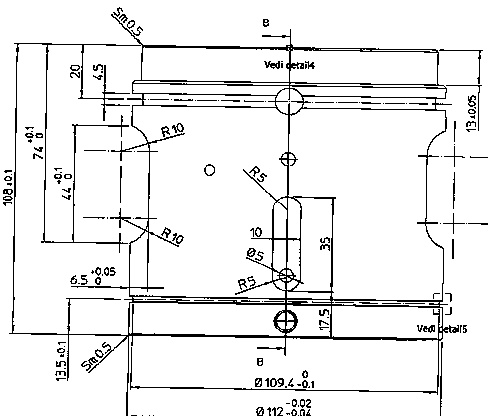 Sm0.5
B
Vedi detail4
20
4.5
13±0.05
R10
74 +0.1 0
44 +0.1 0
108±0.1
R5
10
35
Ø5
R10
R5
6.5 +0.05 0
17.5
Vedi detail5
13.5±0.1
Sm0.5
B
Ø109.4 0 -0.1
Ø112 -0.02 -0.04